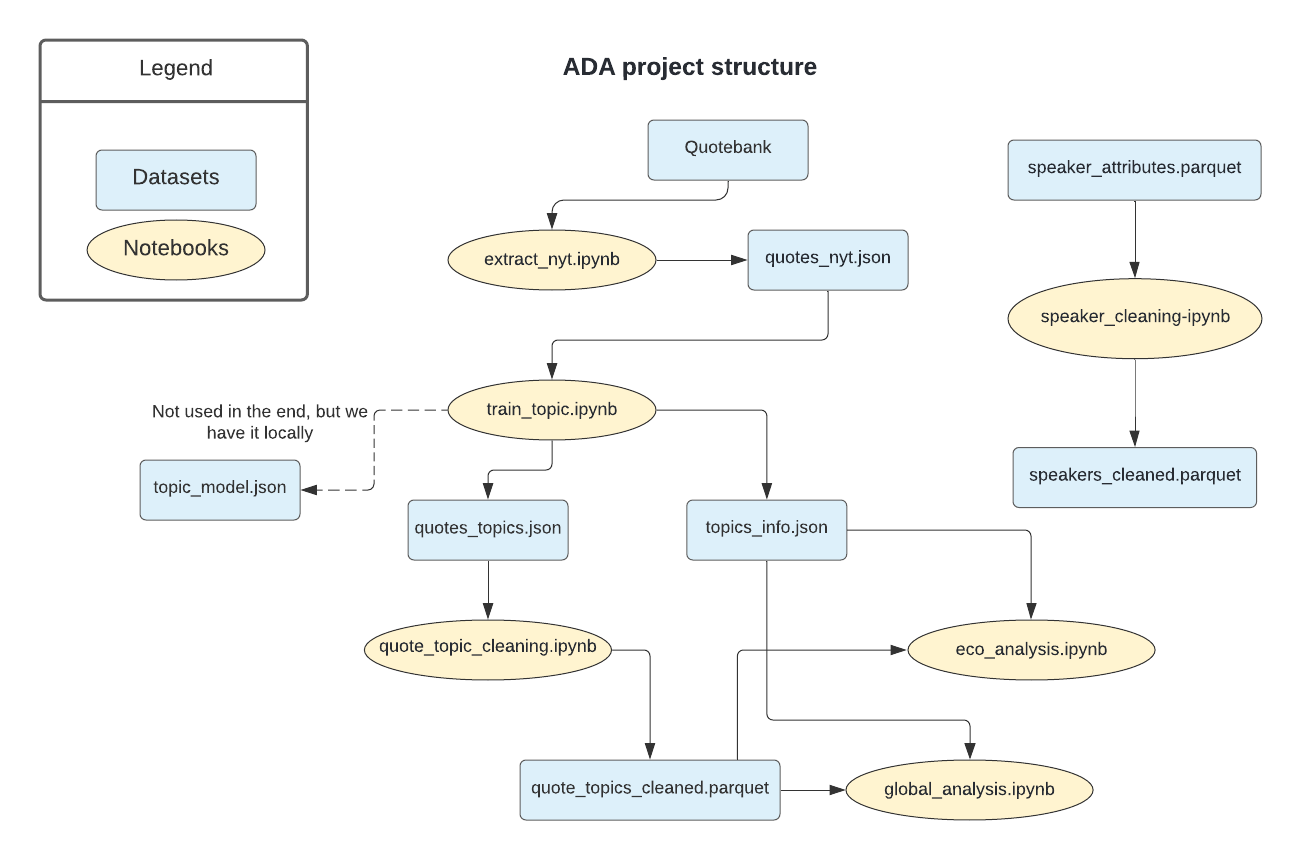 Legend
ADA project structure
Datasets
Notebooks
Quotebank
speaker_attributes.parquet
extract_nyt.ipynb
quotes_nyt.json
speaker_cleaning-ipynb
Not used in the end, but we
have it locally
train_topic.ipynb
topic_model.json
speakers_cleaned.parquet
quotes_topics.json
topics_info.json
quote_topic_cleaning.ipynb
eco_analysis.ipynb
quote_topics_cleaned.parquet
global_analysis.ipynb